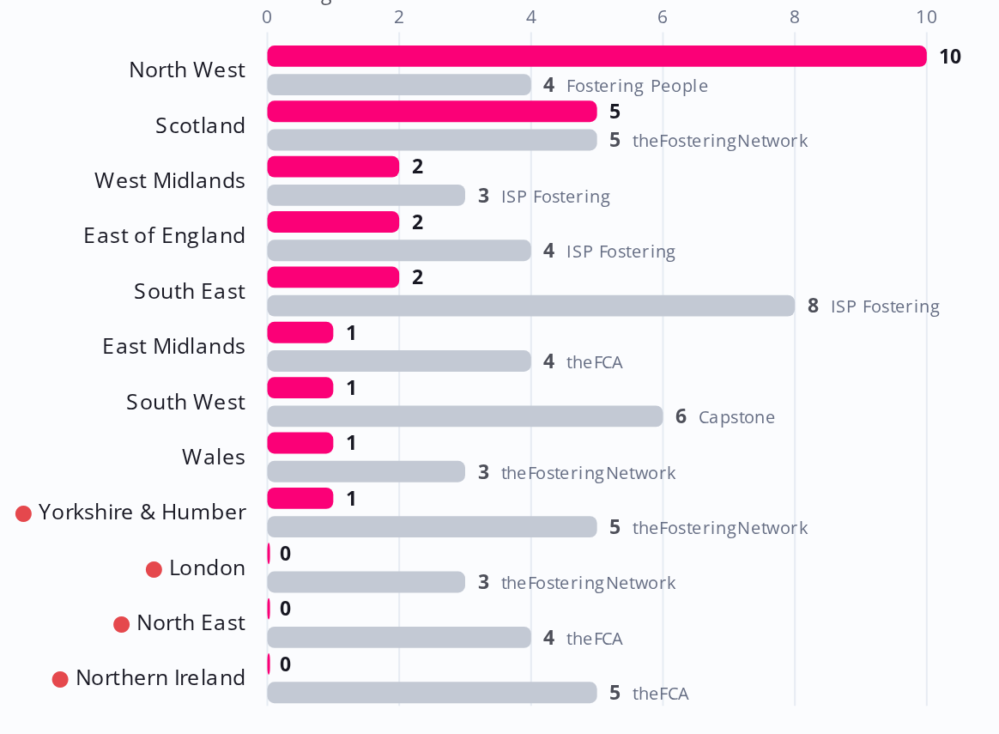 0 2 4 6 8 10
North West
10
4 Fostering People
Scotland
5
5 theFosteringNetwork
West Midlands
2
3 ISP Fostering
East of England
2
4 ISP Fostering
South East
2
8 ISP Fostering
East Midlands
1
4 theFCA
South West
1
6 Capstone
Wales
1
3 theFosteringNetwork
Yorkshire & Humber
1
5 theFosteringNetwork
London
0
3 theFosteringNetwork
North East
0
4 theFCA
Northern Ireland
0
5 theFCA